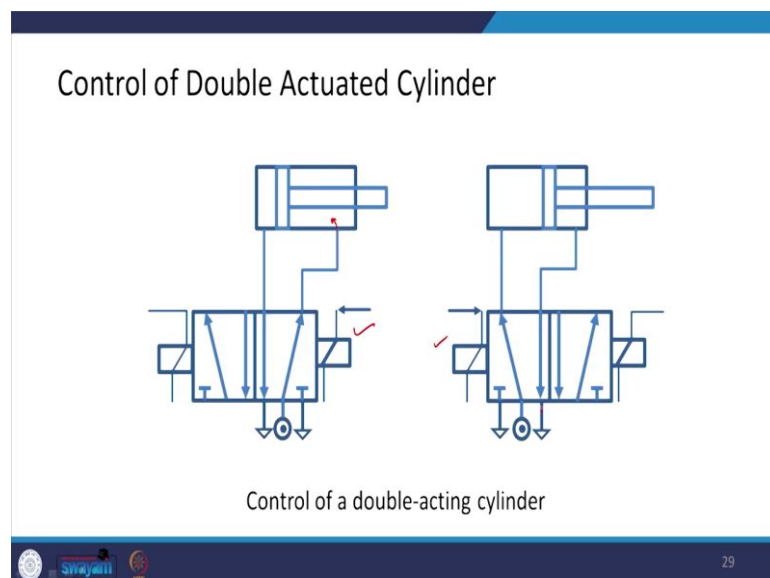 Control of Double Actuated Cylinder
Control of a double-acting cylinder
swayam
29